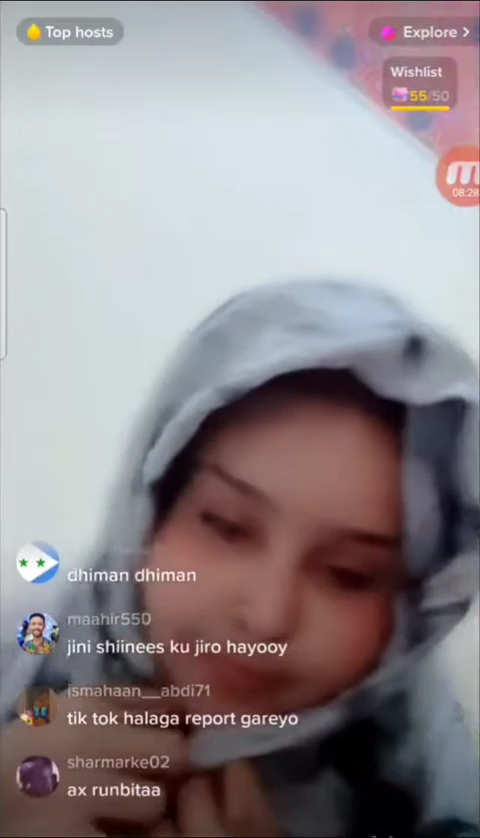 Top hosts
Explore >
Wishlist
55/50
08:28
dhiman dhiman
maahir550
jini shiinees ku jiro hayooy
ismahaan__abdi71
tik tok halaga report gareyo
sharmarke02
ax runbitaa